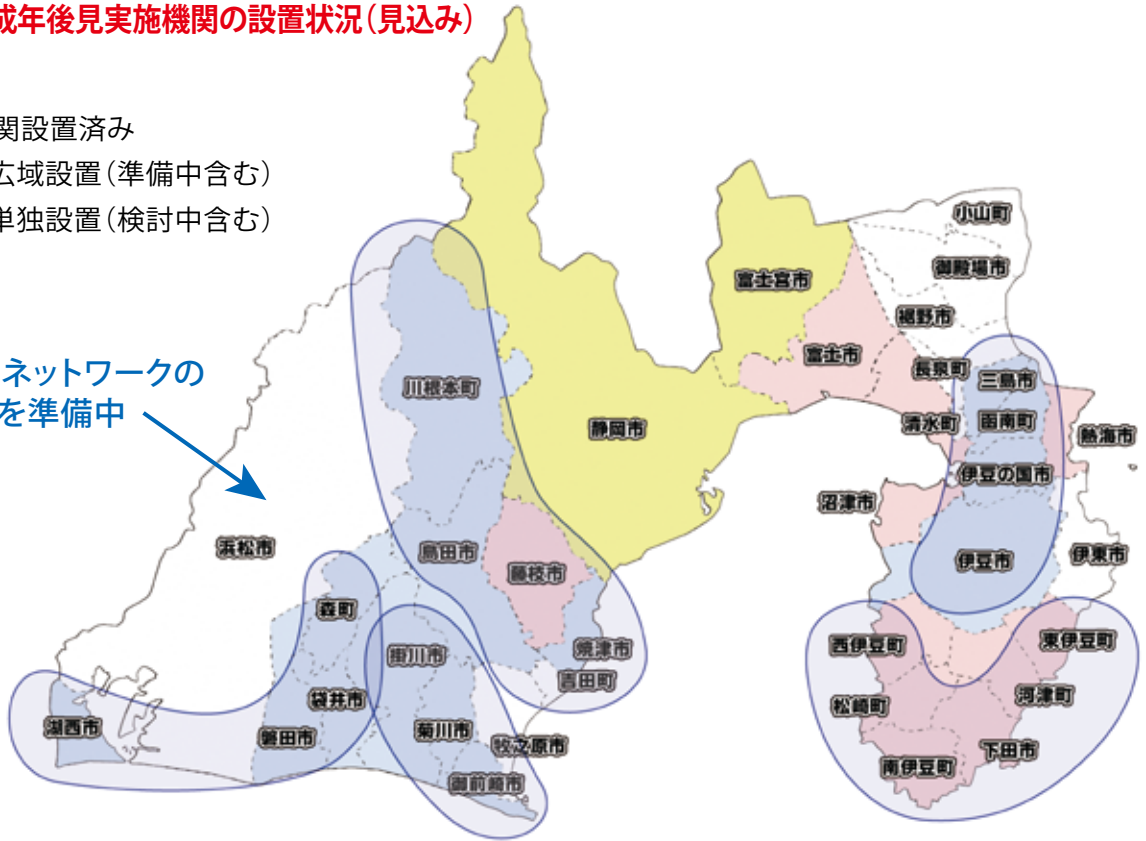 成年後見実施機関の設置状況（見込み）
関設置済み
広域設置（準備中含む）
単独設置（検討中含む）
ネットワークの
を準備中
小山町
御殿場市
富士宮市
裾野市
富士市
長泉町
三島市
川根本町
清水町
函南町
静岡市
熱海市
伊豆の国市
沼津市
浜松市
島田市
伊東市
伊豆市
藤枝市
森町
西伊豆町
東伊豆町
掛川市
焼津市
吉田町
河津町
袋井市
松崎町
湖西市
磐田市
菊川市
牧之原市
下田市
南伊豆町
御前崎市